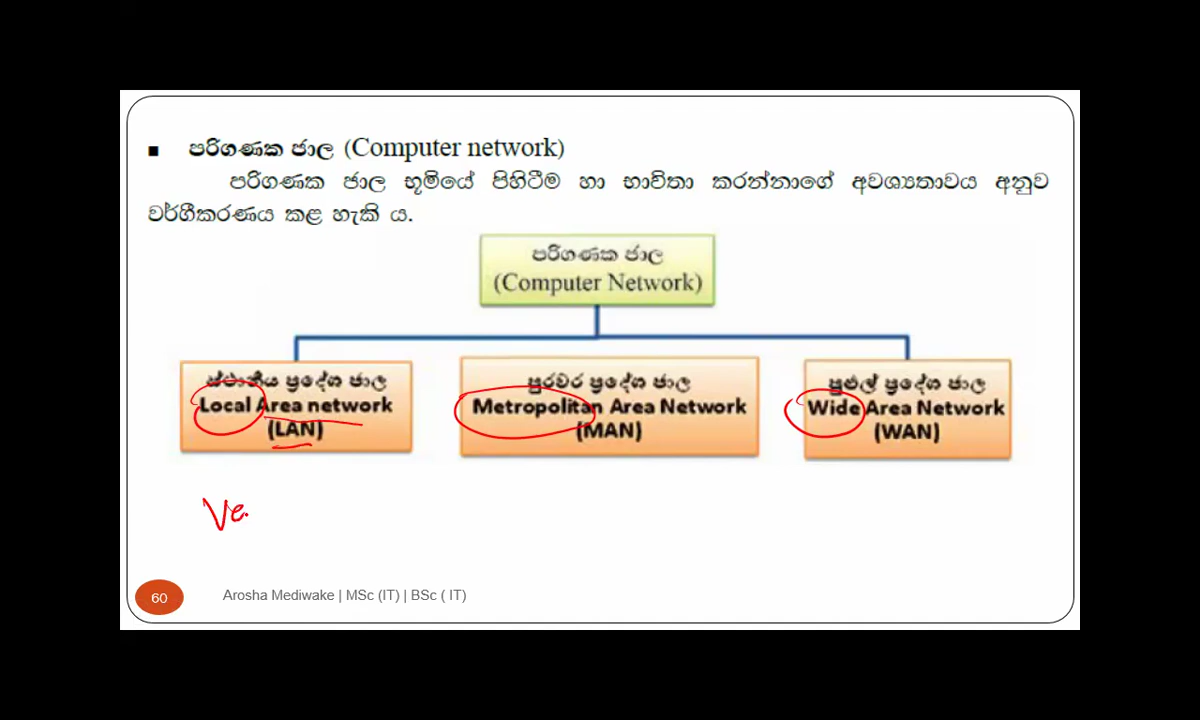 ▪ පරිගණක ජාල (Computer network)
පරිගණක ජාල භූමියේ පිහිටීම හා භාවිතා කරන්නාගේ අවශ්‍යතාවය අනුව
වර්ගීකරණය කළ හැකි ය.
පරිගණක ජාල
(Computer Network)
ස්ථානීය ප්‍රදේශ ජාල
Local Area network
(LAN)
පුරවර ප්‍රදේශ ජාල
Metropolitan Area Network
(MAN)
පුළුල් ප්‍රදේශ ජාල
Wide Area Network
(WAN)
Ve
60
Arosha Mediwake | MSc (IT) | BSc ( IT)